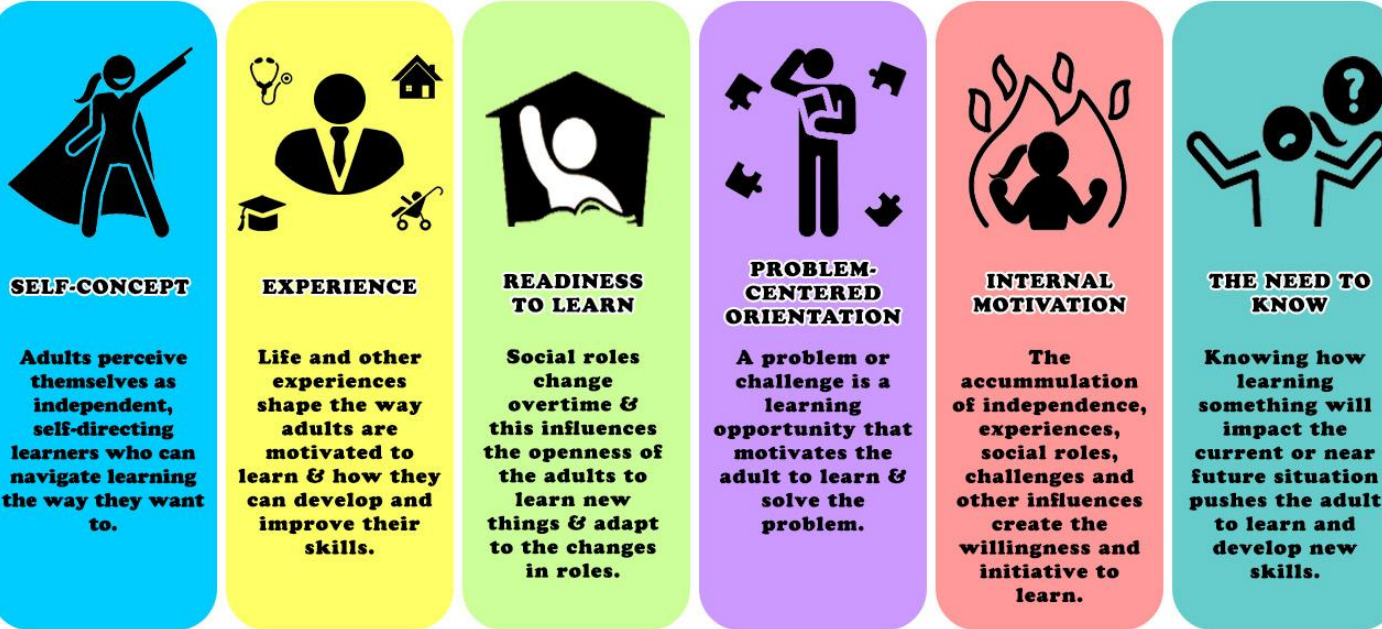 SELF-CONCEPT
Adults perceive
themselves as
independent,
self-directing
learners who can
navigate learning
the way they want
to.
EXPERIENCE
Life and other
experiences
shape the way
adults are
motivated to
learn & how they
can develop and
improve their
skills.
READINESS
TO LEARN
Social roles
change
overtime &
this influences
the openness of
the adults to
learn new
things & adapt
to the changes
in roles.
PROBLEM-
CENTERED
ORIENTATION
A problem or
challenge is a
learning
opportunity that
motivates the
adult to learn &
solve the
problem.
INTERNAL
MOTIVATION
The
accummulation
of independence,
experiences,
social roles,
challenges and
other influences
create the
willingness and
initiative to
learn.
?
THE NEED TO
KNOW
Knowing how
learning
something will
impact the
current or near
future situation
pushes the adult
to learn and
develop new
skills.